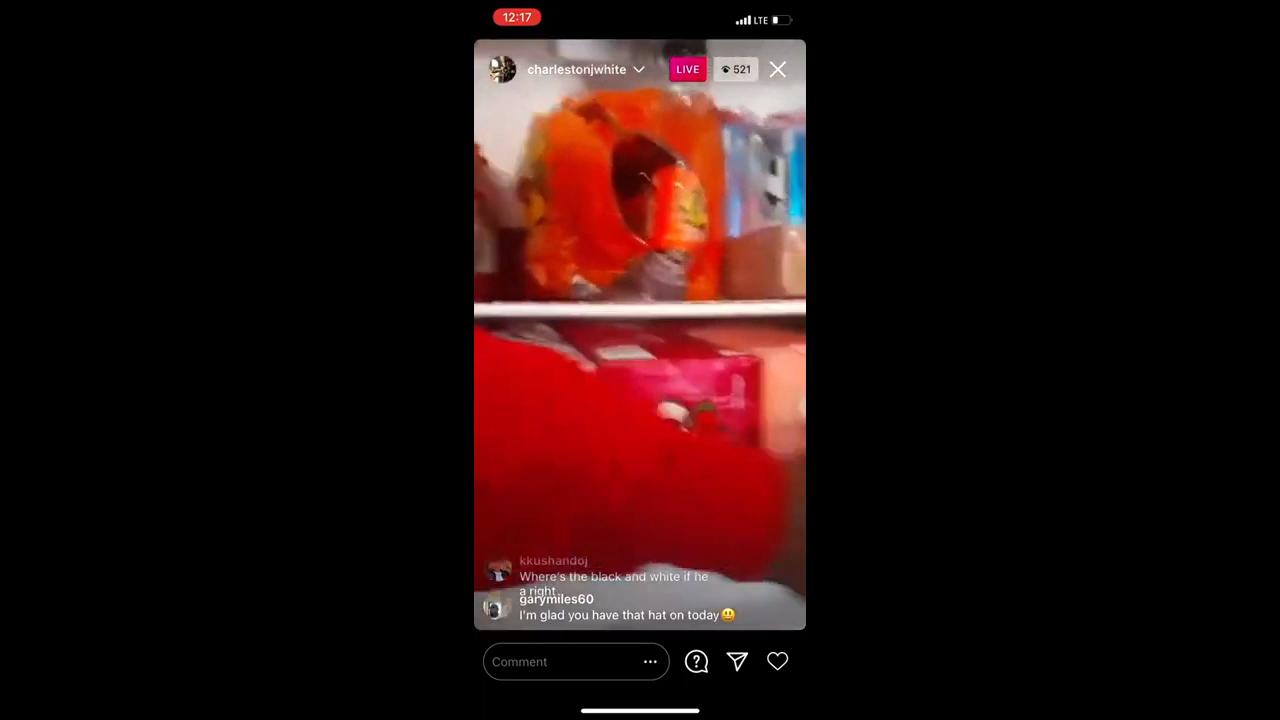 12:17
LTE
charlestonjwhite
LIVE
521
kkushandoj
Where's the black and white if he
a right
garymiles60
I'm glad you have that hat on today😃
Comment